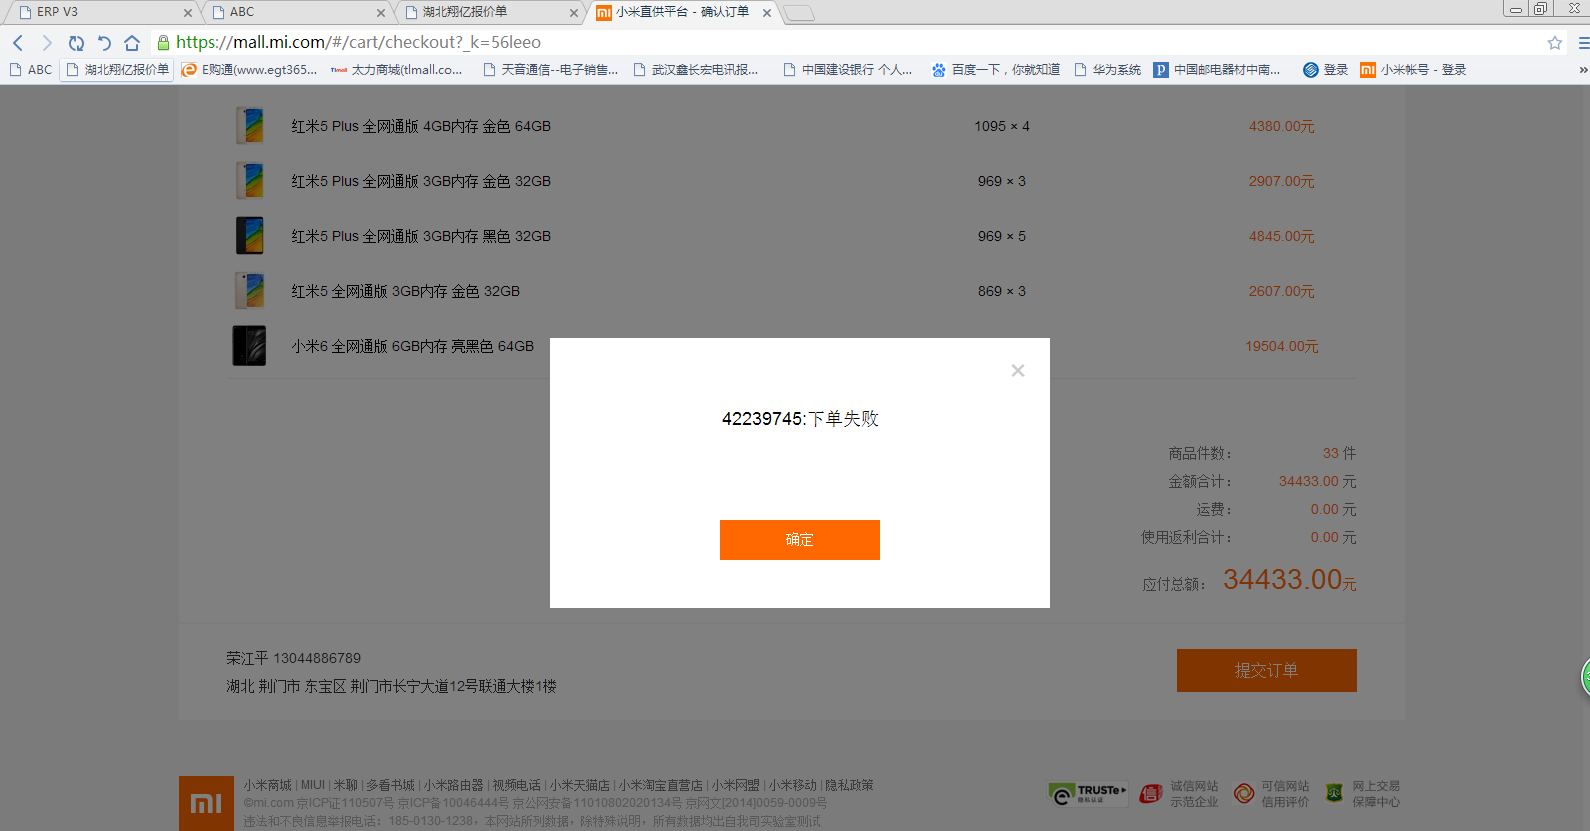 ERP V3
ABC
湖北翔亿报价单
小米直供平台 - 确认订单
https://mall.mi.com/#/cart/checkout?_k=56leeo
ABC 湖北翔亿报价单 E购通(www.egt365... Tlmall 太力商城(tlmall.co... 天音通信--电子销售... 武汉鑫长宏电讯报... 中国建设银行 个人... 百度一下，你就知道 华为系统 中国邮电器材中南... 登录 小米帐号 - 登录
红米5 Plus 全网通版 4GB内存 金色 64GB 1095 × 4 4380.00元
红米5 Plus 全网通版 3GB内存 金色 32GB 969 × 3 2907.00元
红米5 Plus 全网通版 3GB内存 黑色 32GB 969 × 5 4845.00元
红米5 全网通版 3GB内存 金色 32GB 869 × 3 2607.00元
小米6 全网通版 6GB内存 亮黑色 64GB 19504.00元
42239745:下单失败
确定
商品件数： 33 件
金额合计： 34433.00 元
运费： 0.00 元
使用返利合计： 0.00 元
应付总额： 34433.00元
荣江平 13044886789
湖北 荆门市 东宝区 荆门市长宁大道12号联通大楼1楼
提交订单
小米商城 | MIUI | 米聊 | 多看书城 | 小米路由器 | 视频电话 | 小米天猫店 | 小米淘宝直营店 | 小米网盟 | 小米移动 | 隐私政策
©mi.com 京ICP证110507号 京ICP备10046444号 京公网安备11010802020134号 京网文[2014]0059-0009号
违法和不良信息举报电话：185-0130-1238，本网站所列数据，除特殊说明，所有数据均出自我司实验室测试
TRUSTe
隐私认证
诚信网站
示范企业
可信网站
信用评价
网上交易
保障中心